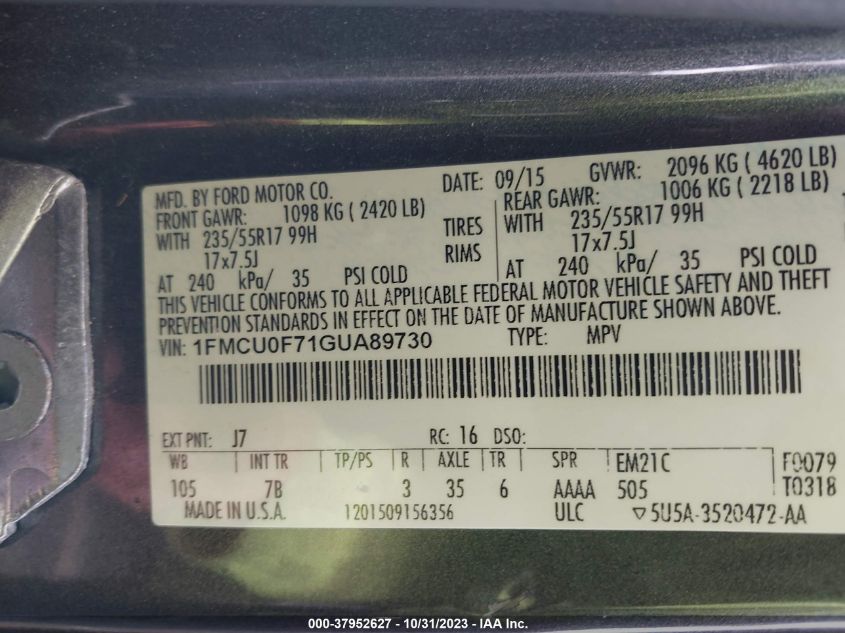 MFD. BY FORD MOTOR CO. DATE: 09/15 GVWR: 2096 KG ( 4620 LB)
FRONT GAWR: 1098 KG ( 2420 LB) REAR GAWR: 1006 KG ( 2218 LB)
WITH 235/55R17 99H TIRES WITH 235/55R17 99H
17x7.5J RIMS 17x7.5J
AT 240 kPa/ 35 PSI COLD AT 240 kPa/ 35 PSI COLD
THIS VEHICLE CONFORMS TO ALL APPLICABLE FEDERAL MOTOR VEHICLE SAFETY AND THEFT
PREVENTION STANDARDS IN EFFECT ON THE DATE OF MANUFACTURE SHOWN ABOVE.
VIN: 1FMCU0F71GUA89730 TYPE: MPV
EXT PNT: J7 RC: 16 DSO:
WB INT TR TP/PS R AXLE TR SPR EM21C F0079
105 7B 3 35 6 AAAA 505 T0318
MADE IN U.S.A. 1201509156356 ULC ▽5U5A-3520472-AA
000-37952627 - 10/31/2023 - IAA Inc.